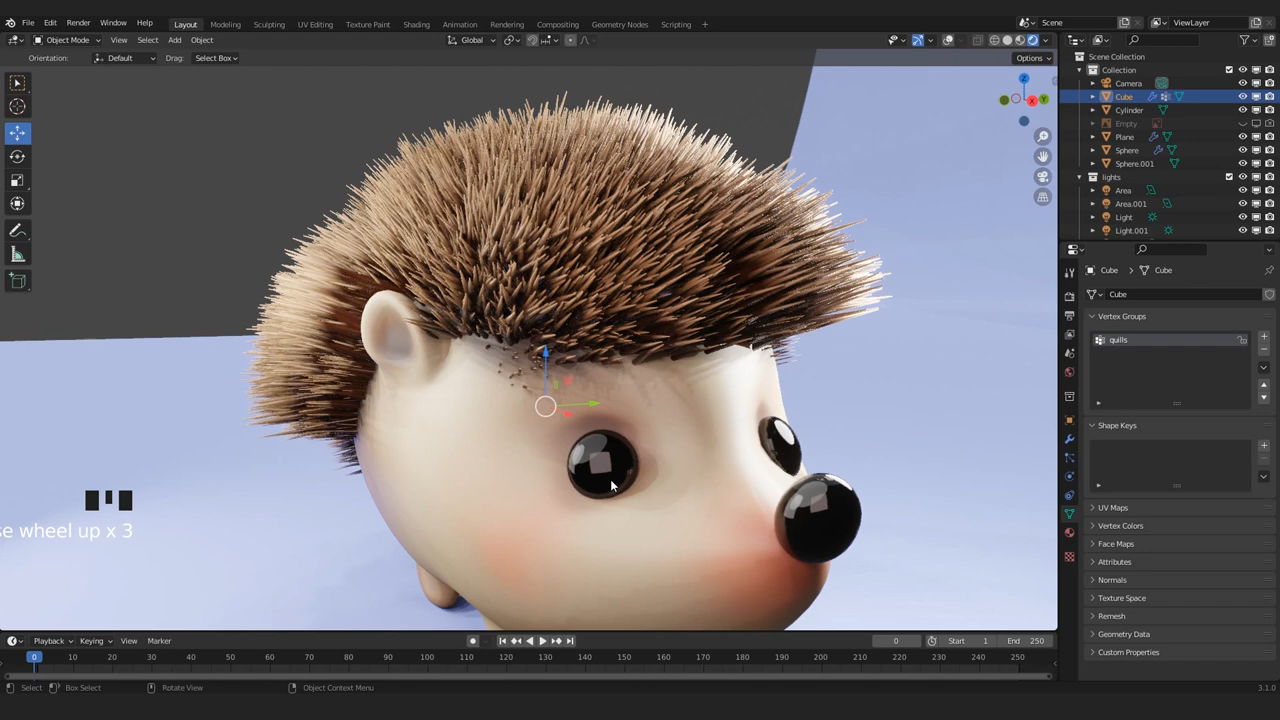 File Edit Render Window Help Layout Modeling Sculpting UV Editing Texture Paint Shading Animation Rendering Compositing Geometry Nodes Scripting + Scene ViewLayer
Object Mode View Select Add Object Global
Orientation: Default Drag: Select Box Options
Scene Collection
Collection
Camera
Cube
Cylinder
Empty
Plane
Sphere
Sphere.001
lights
Area
Area.001
Light
Light.001
Z
X
Y
Cube > Cube
Cube
Vertex Groups
quills
Shape Keys
UV Maps
Vertex Colors
Face Maps
Attributes
Normals
Texture Space
Remesh
Geometry Data
Custom Properties
se wheel up x 3
Playback Keying View Marker 0 Start 1 End 250
0 10 20 30 40 50 60 70 80 90 100 110 120 130 140 150 160 170 180 190 200 210 220 230 240 250
Select Box Select Rotate View Object Context Menu 3.1.0